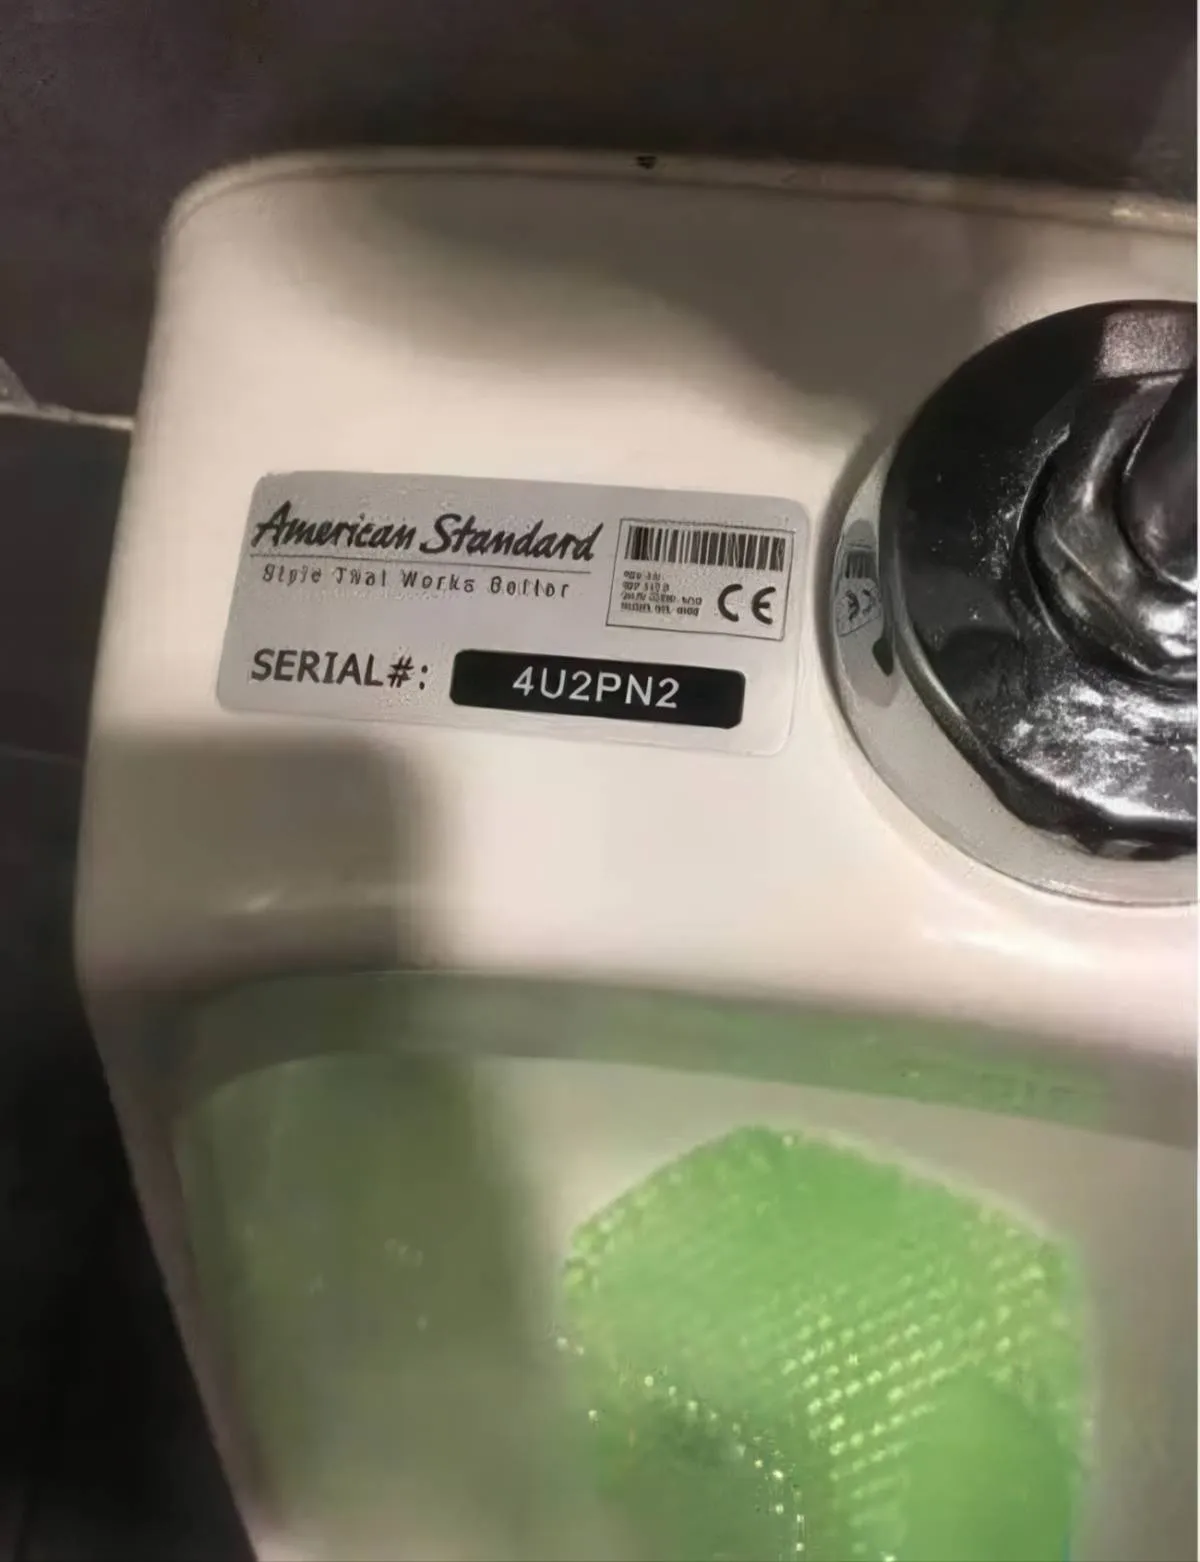 American Standard
Style That Works Better
CE
SERIAL#: 4U2PN2